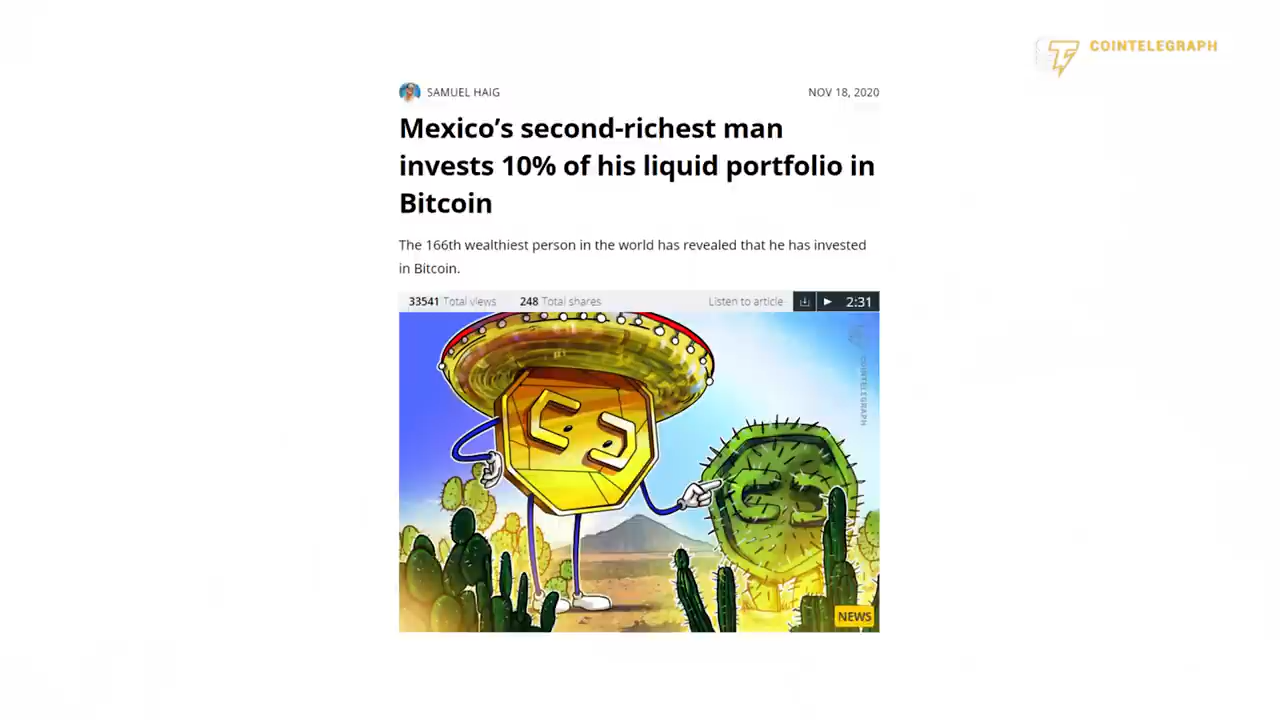 COINTELEGRAPH
SAMUEL HAIG
NOV 18, 2020
Mexico’s second-richest man
invests 10% of his liquid portfolio in
Bitcoin
The 166th wealthiest person in the world has revealed that he has invested
in Bitcoin.
33541 Total views 248 Total shares Listen to article 2:31
COINTELEGRAPH
NEWS